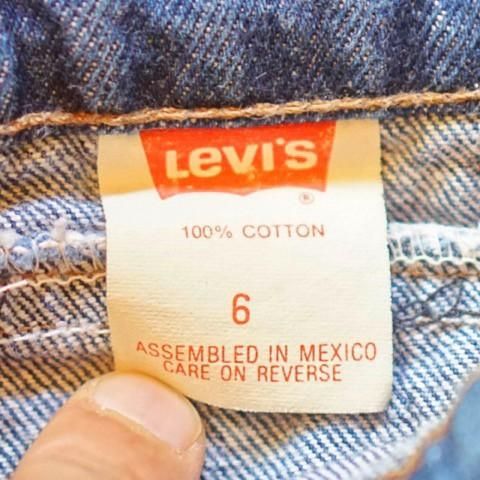 LeVI'S
®
100% COTTON
6
ASSEMBLED IN MEXICO
CARE ON REVERSE